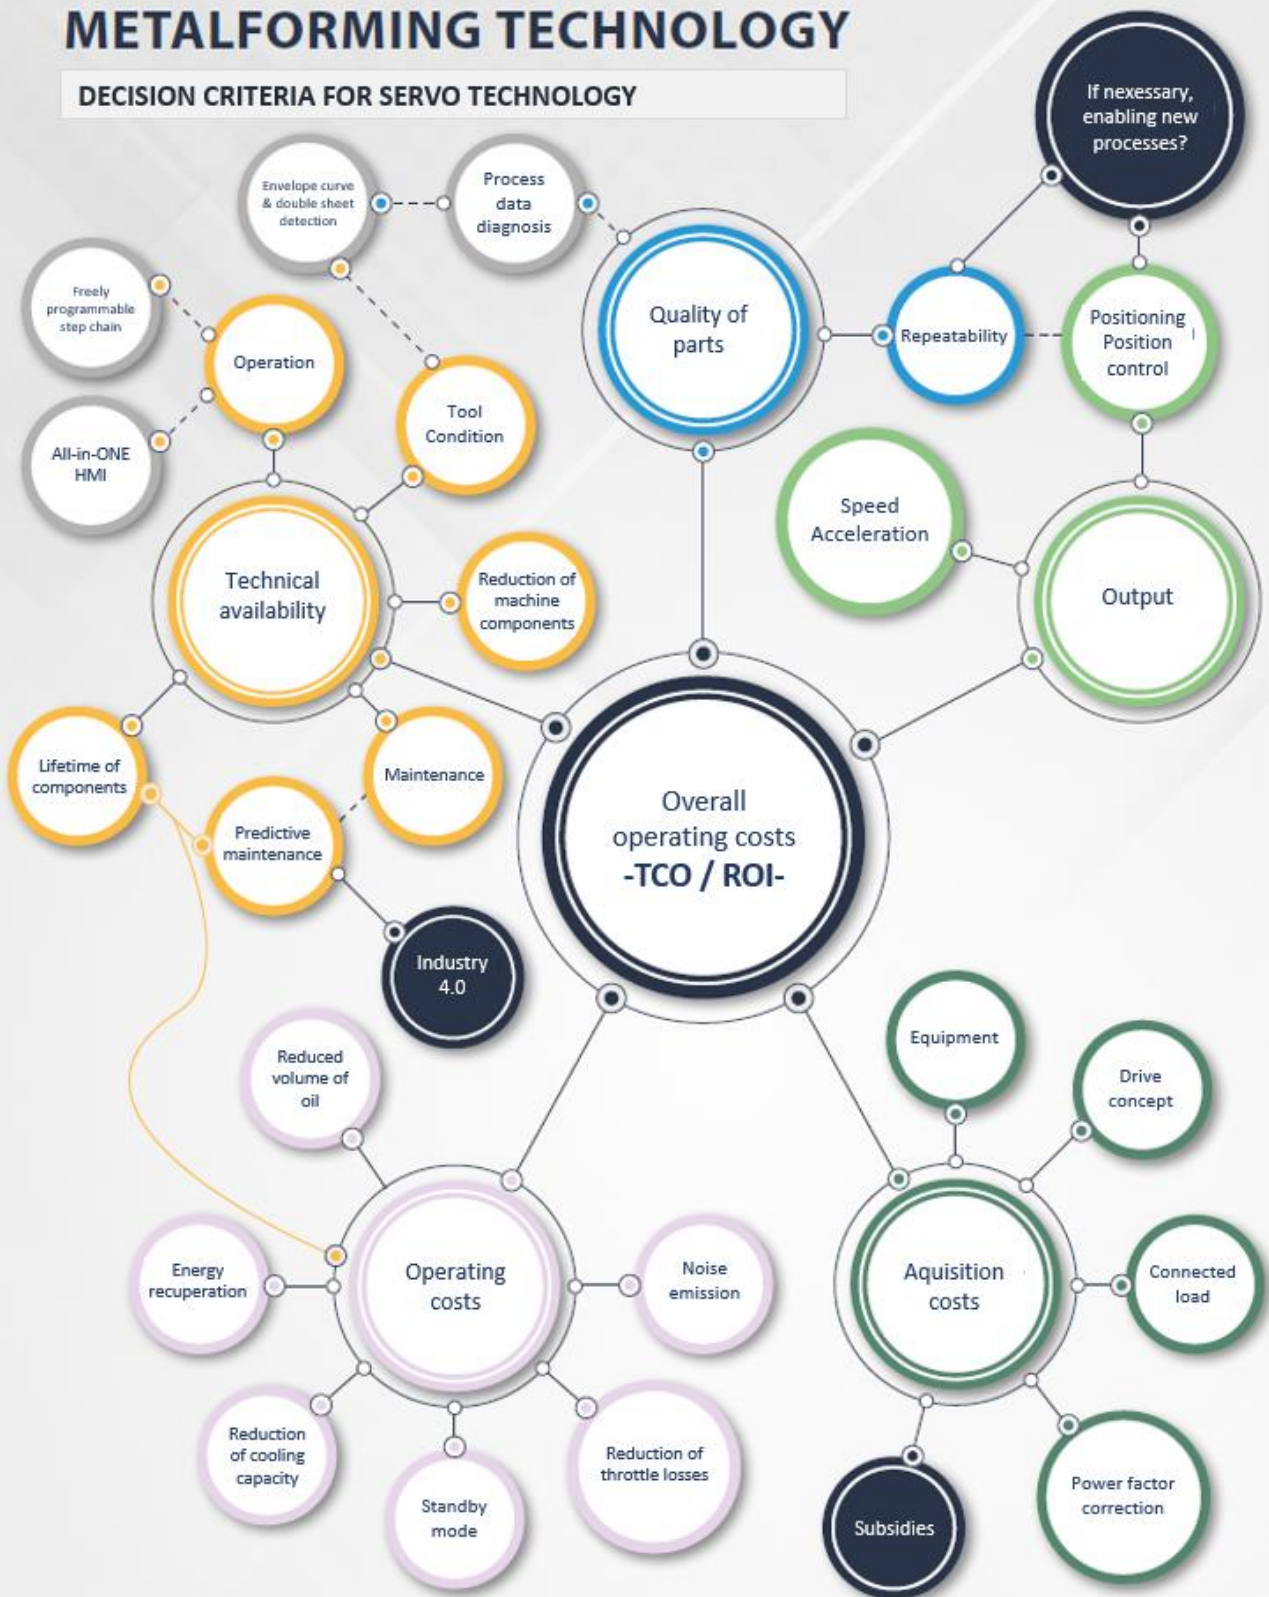 METALFORMING TECHNOLOGY
DECISION CRITERIA FOR SERVO TECHNOLOGY
If nexessary,
enabling new
processes?
Envelope curve
& double sheet
detection
Process
data
diagnosis
Quality of
parts
Repeatability
Positioning
Position
control
Freely
programmable
step chain
Operation
All-in-ONE
HMI
Tool
Condition
Speed
Acceleration
Technical
availability
Reduction of
machine
components
Output
Lifetime of
components
Predictive
maintenance
Maintenance
Overall
operating costs
-TCO / ROI-
Industry
4.0
Reduced
volume of
oil
Equipment
Drive
concept
Energy
recuperation
Operating
costs
Noise
emission
Aquisition
costs
Connected
load
Reduction
of cooling
capacity
Standby
mode
Reduction of
throttle losses
Subsidies
Power factor
correction